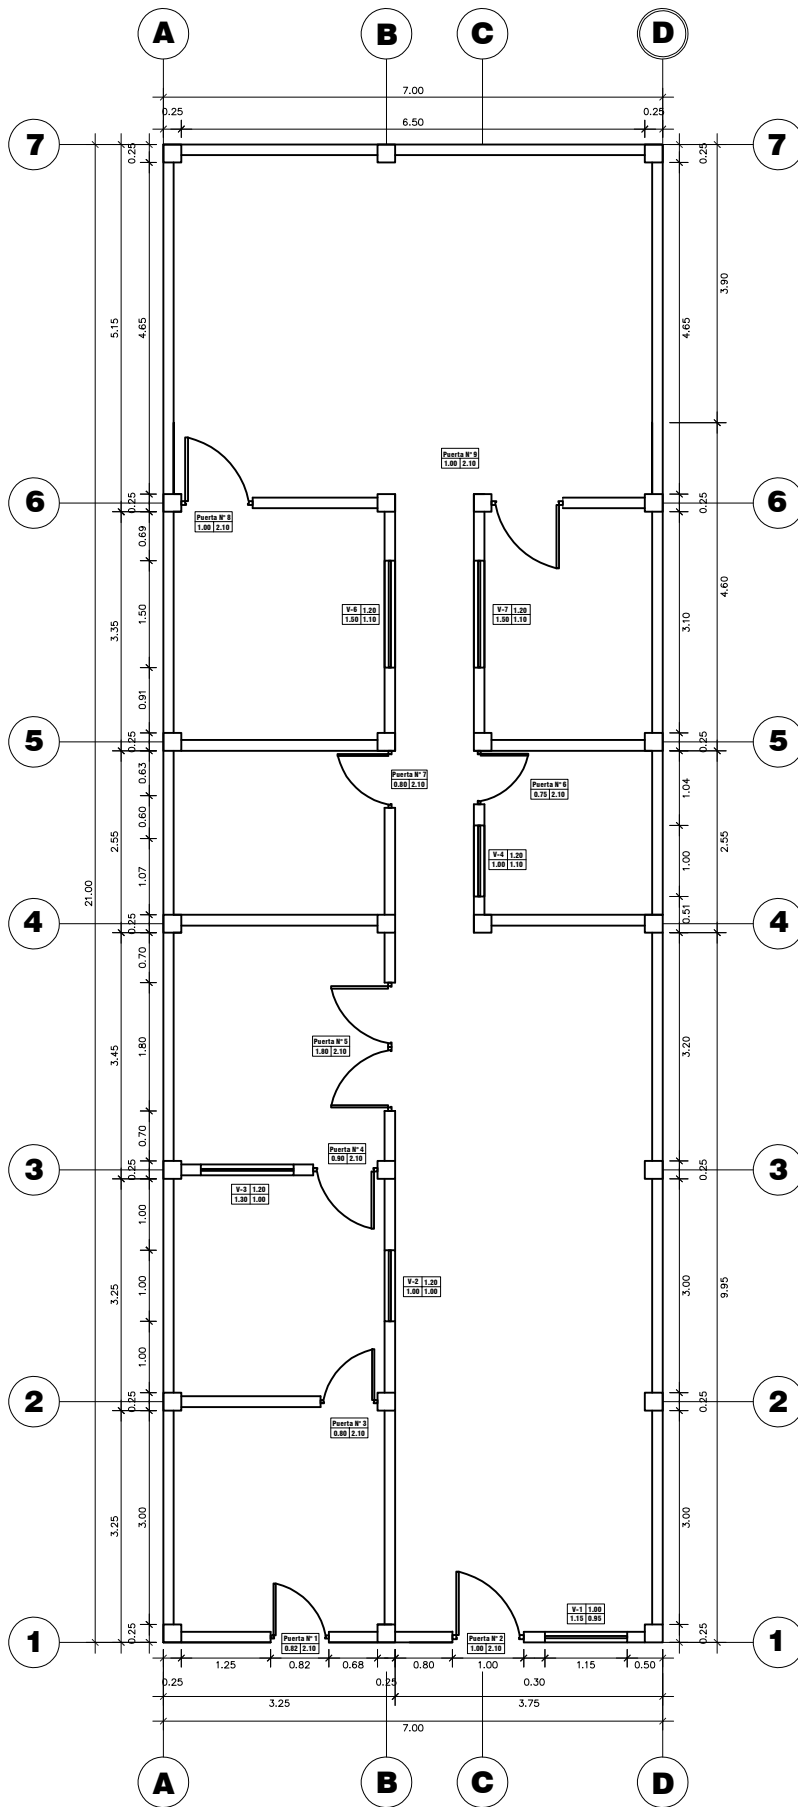 A B C D
7.00
0.25 0.25
6.50
7 7
0.25 0.25
3.90
5.15 4.65 4.65
Puerta N° 9
1.00 2.10
6 6
0.25 0.25
Puerta N° 8
1.00 2.10
0.69
4.60
V-6 1.20
1.50 1.10
V-7 1.20
1.50 1.10
3.35 1.50 3.10
0.91
5 5
0.25 0.25
0.63
Puerta N° 7
0.80 2.10
Puerta N° 6
0.75 2.10
1.04
0.60
2.55 2.55
V-4 1.20
1.00 1.10
1.07 1.00
21.00
0.51
4 4
0.25
0.70
Puerta N° 5
1.80 2.10
3.45 1.80 3.20
0.70
Puerta N° 4
0.90 2.10
3 3
0.25 0.25
V-3 1.20
1.30 1.00
1.00
V-2 1.20
1.00 1.00
3.25 1.00 3.00 9.95
1.00
2 2
0.25 0.25
Puerta N° 3
0.80 2.10
3.25 3.00 3.00
V-1 1.00
1.15 0.95
0.25 0.25
1 1
Puerta N° 1
0.82 2.10
Puerta N° 2
1.00 2.10
1.25 0.82 0.68 0.80 1.00 1.15 0.50
0.25 0.25 0.30
3.25 3.75
7.00
A B C D